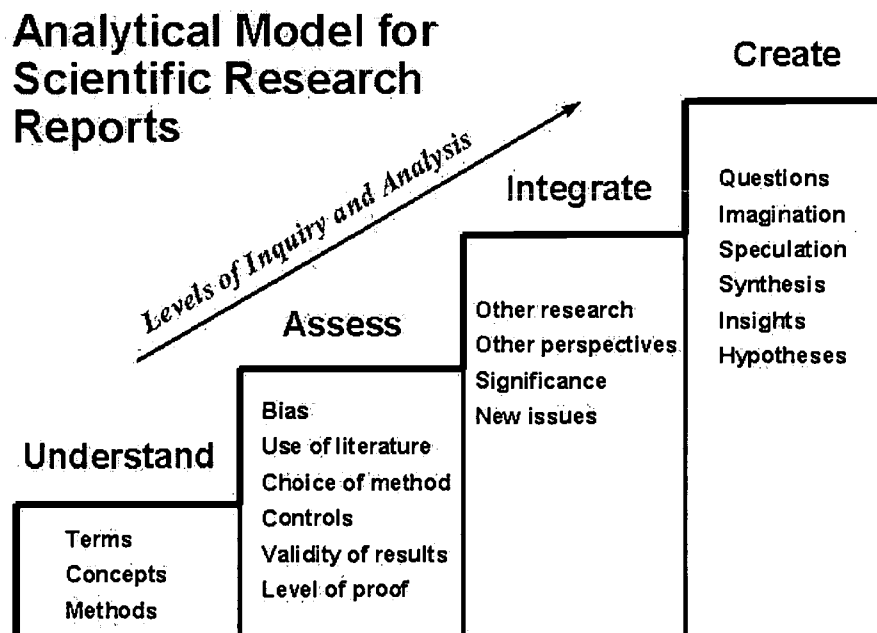 Analytical Model for
Scientific Research
Reports
Levels of Inquiry and Analysis
Understand
Terms
Concepts
Methods
Assess
Bias
Use of literature
Choice of method
Controls
Validity of results
Level of proof
Integrate
Other research
Other perspectives
Significance
New issues
Create
Questions
Imagination
Speculation
Synthesis
Insights
Hypotheses